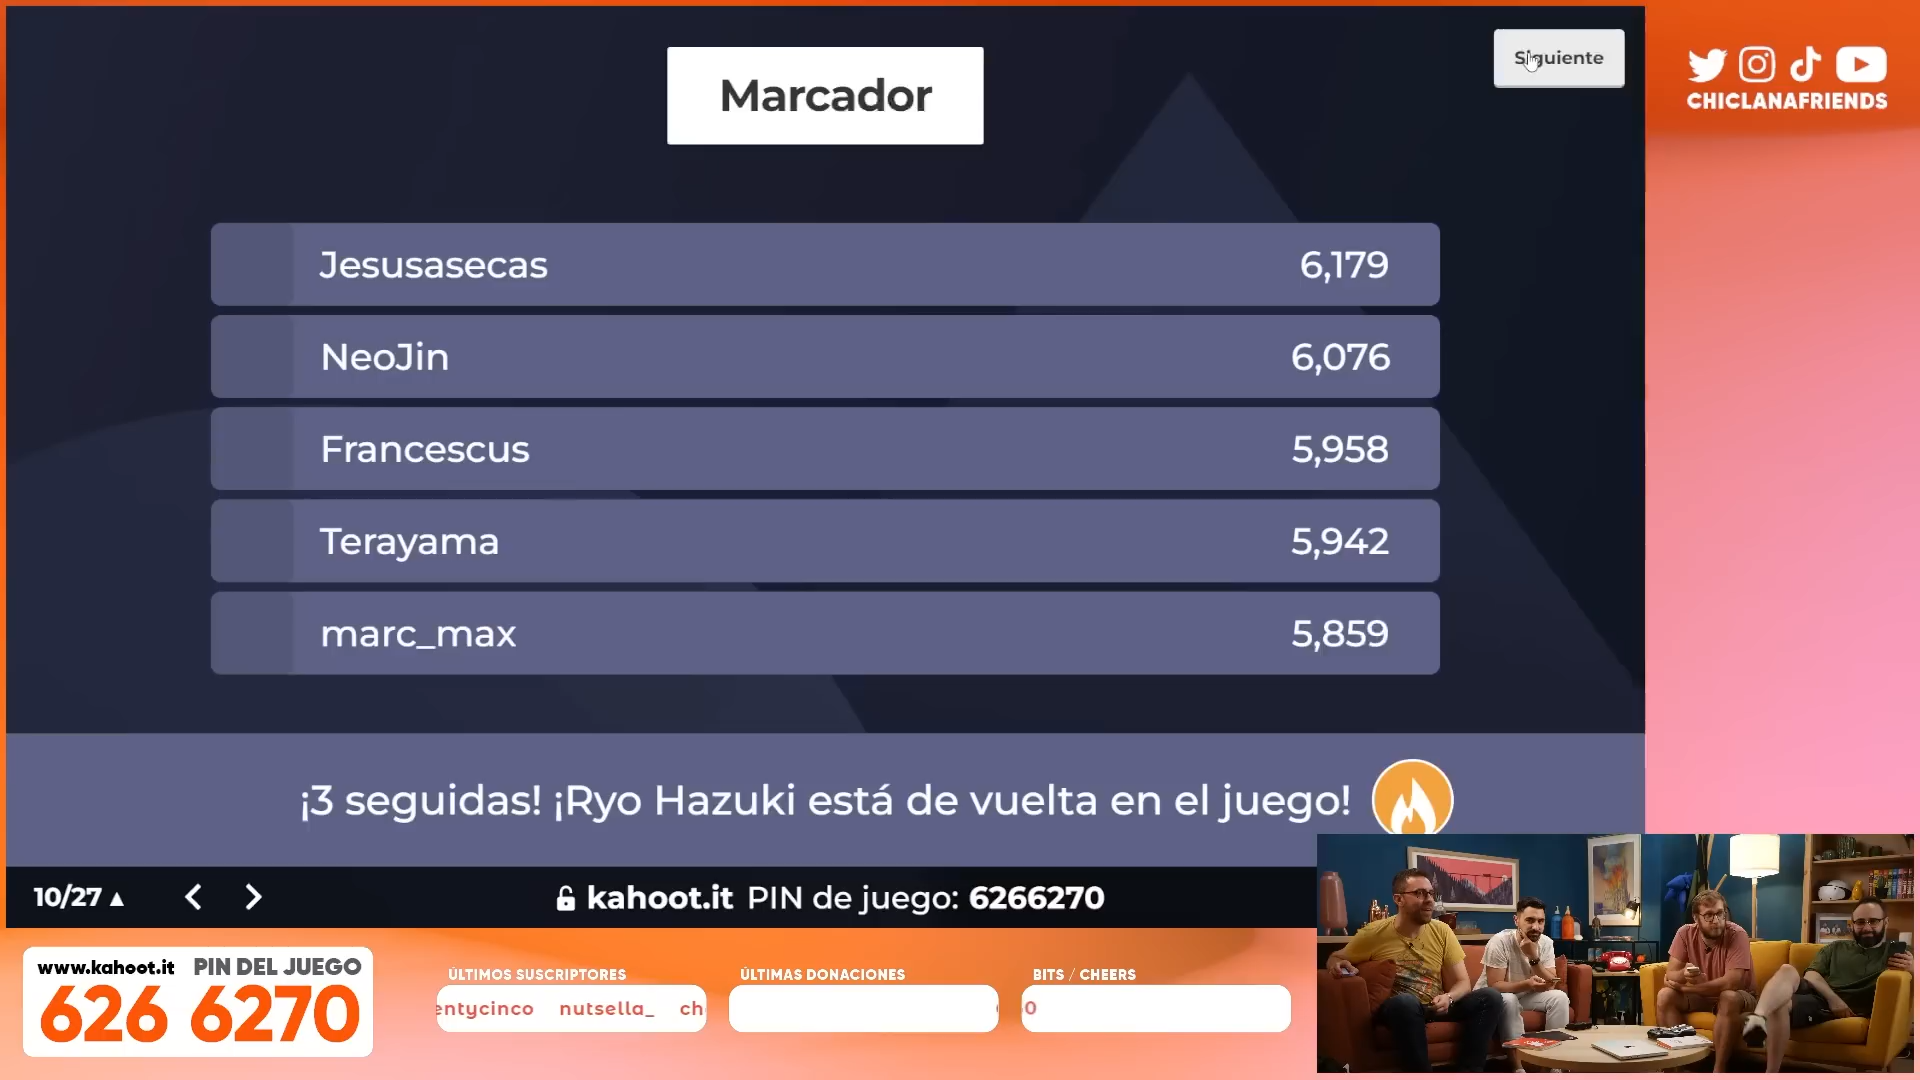 Marcador
Siguiente
CHICLANAFRIENDS
Jesusasecas 6,179
NeoJin 6,076
Francescus 5,958
Terayama 5,942
marc_max 5,859
¡3 seguidas! ¡Ryo Hazuki está de vuelta en el juego!
10/27 ▲
kahoot.it PIN de juego: 6266270
www.kahoot.it PIN DEL JUEGO
626 6270
ÚLTIMOS SUSCRIPTORES
entycinco nutsella_ ch
ÚLTIMAS DONACIONES
BITS / CHEERS
0